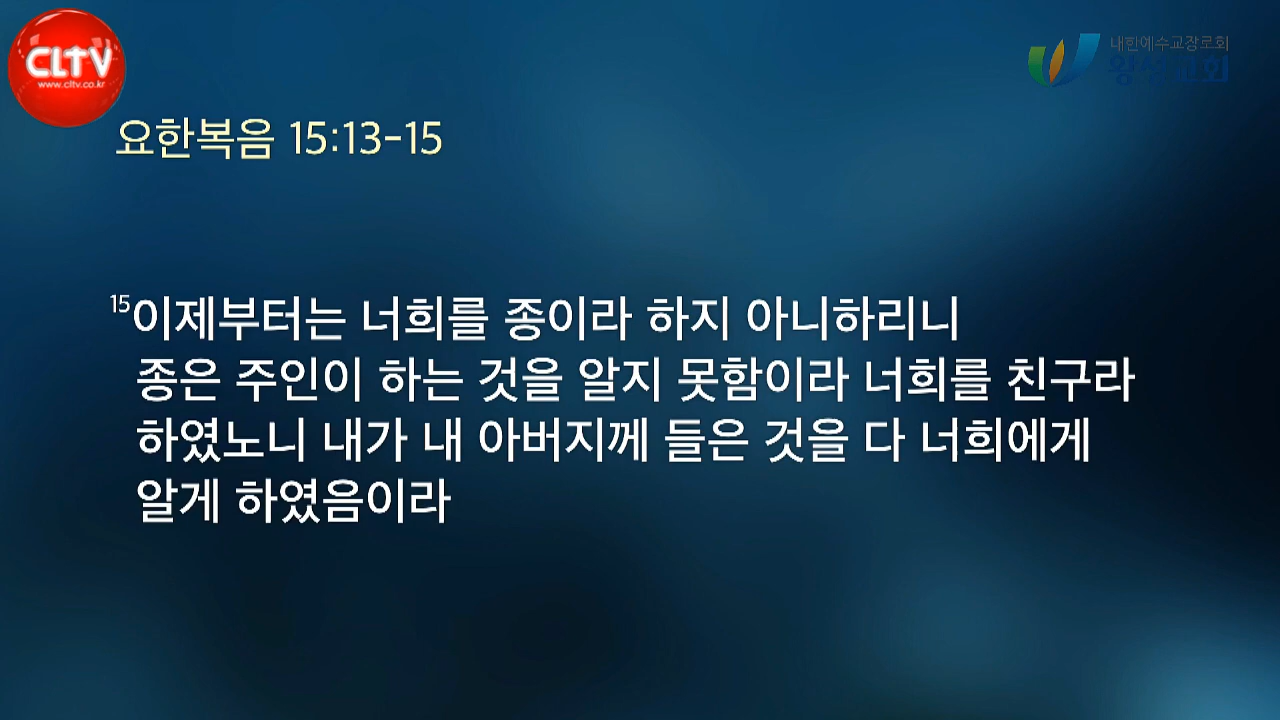 CLTV
www.cltv.co.kr
대한예수교장로회
왕성교회
요한복음 15:13-15
15이제부터는 너희를 종이라 하지 아니하리니
종은 주인이 하는 것을 알지 못함이라 너희를 친구라
하였노니 내가 내 아버지께 들은 것을 다 너희에게
알게 하였음이라